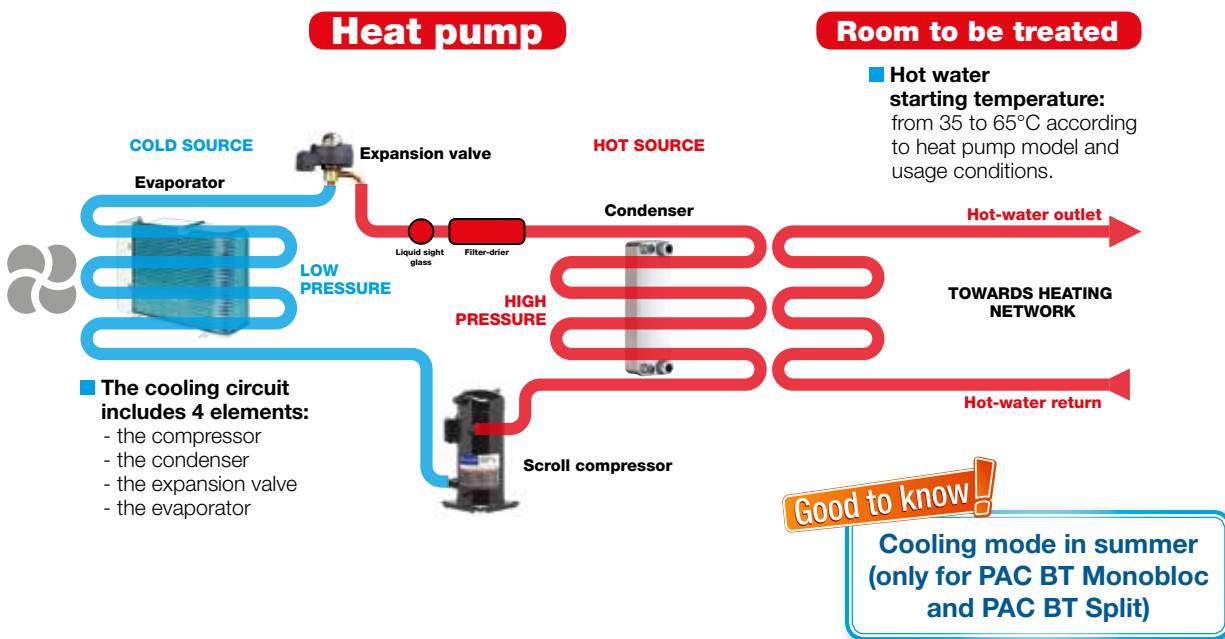 Heat pump
Room to be treated
Hot water
starting temperature:
from 35 to 65°C according
to heat pump model and
usage conditions.
COLD SOURCE
Expansion valve
HOT SOURCE
Evaporator
Condenser
Hot-water outlet
Liquid sight
glass
Filter-drier
LOW
PRESSURE
HIGH
PRESSURE
TOWARDS HEATING
NETWORK
The cooling circuit
includes 4 elements:
- the compressor
- the condenser
- the expansion valve
- the evaporator
Hot-water return
Scroll compressor
Good to know!
Cooling mode in summer
(only for PAC BT Monobloc
and PAC BT Split)